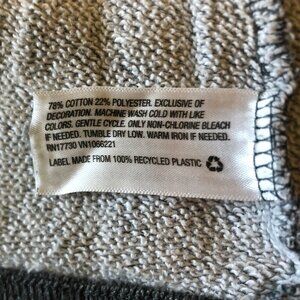 78% COTTON 22% POLYESTER. EXCLUSIVE OF
DECORATION. MACHINE WASH COLD WITH LIKE
COLORS. GENTLE CYCLE. ONLY NON-CHLORINE BLEACH
IF NEEDED. TUMBLE DRY LOW. WARM IRON IF NEEDED.
RN17730 VN1066221
LABEL MADE FROM 100% RECYCLED PLASTIC